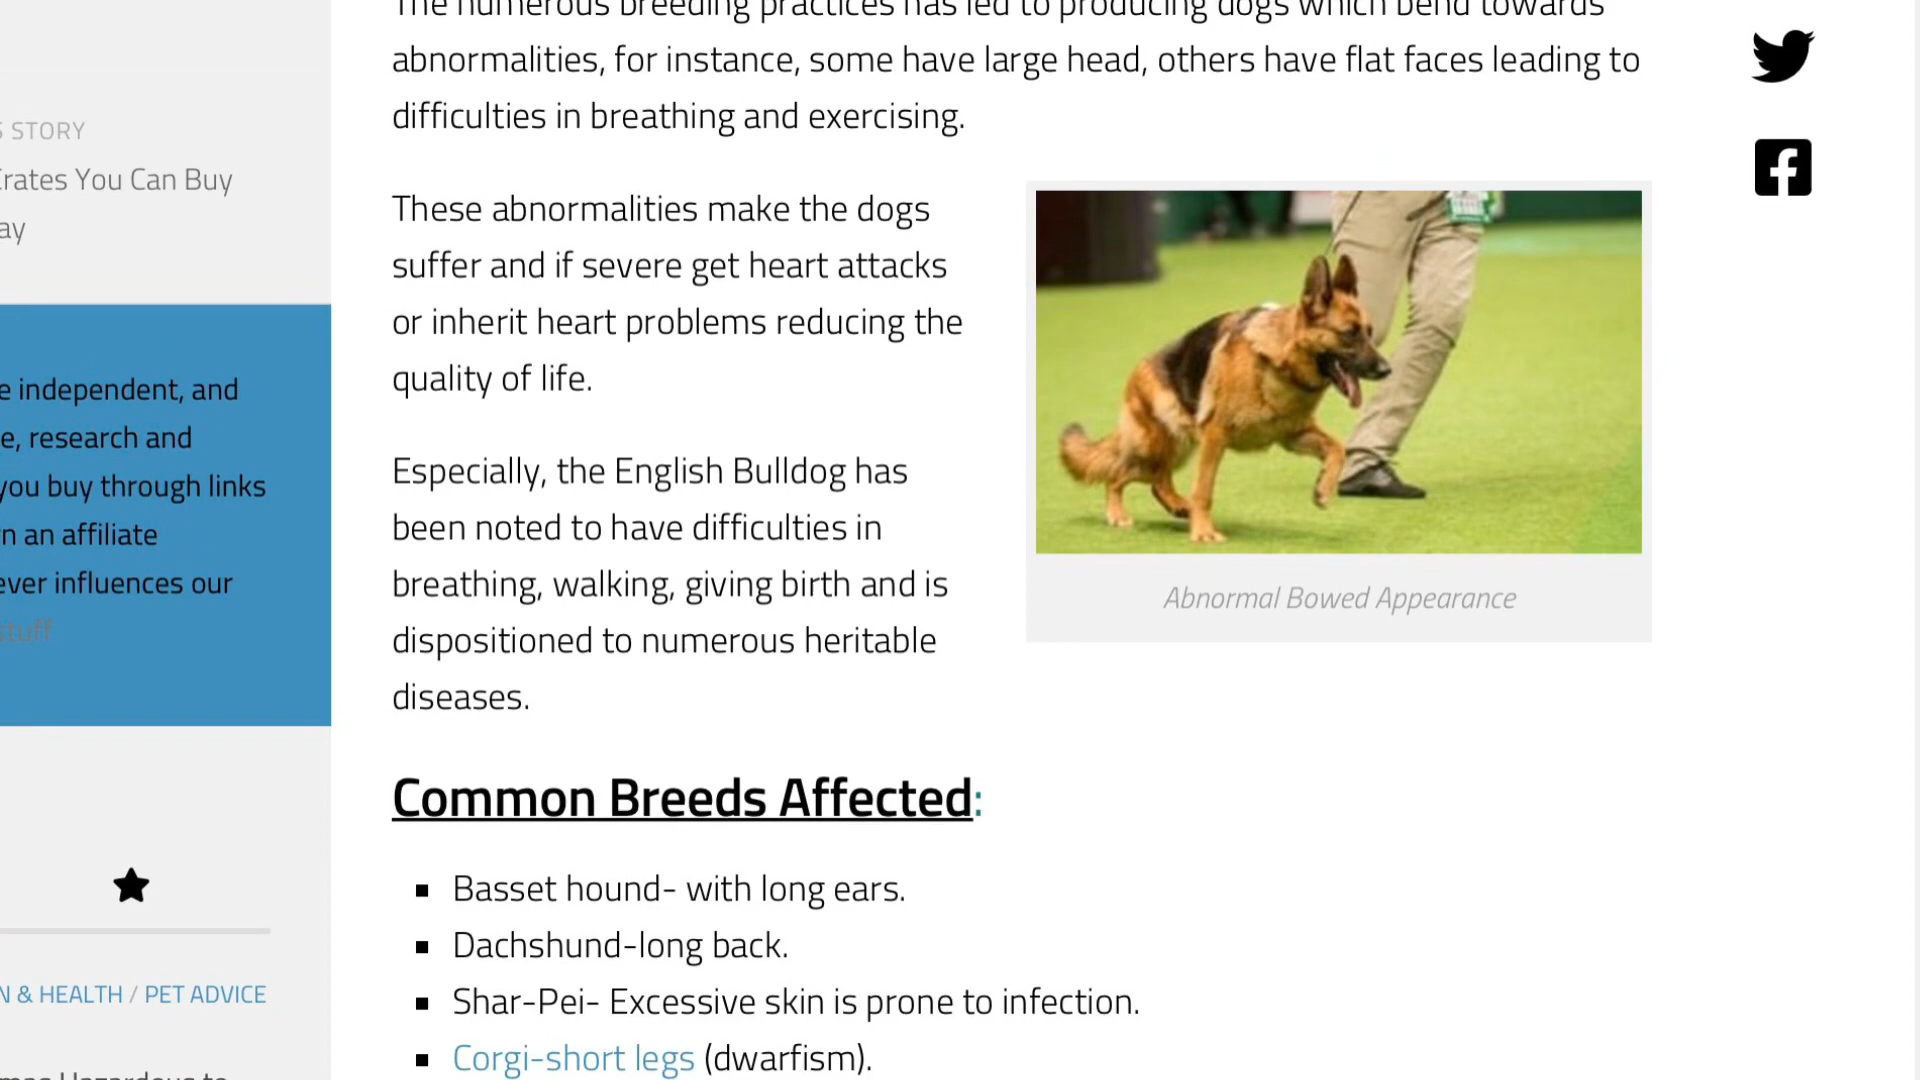 The numerous breeding practices has led to producing dogs which bend towards
abnormalities, for instance, some have large head, others have flat faces leading to
difficulties in breathing and exercising.
STORY
Crates You Can Buy
ay
These abnormalities make the dogs
suffer and if severe get heart attacks
or inherit heart problems reducing the
quality of life.
e independent, and
e, research and
you buy through links
n an affiliate
ever influences our
stuff
Especially, the English Bulldog has
been noted to have difficulties in
breathing, walking, giving birth and is
dispositioned to numerous heritable
diseases.
Abnormal Bowed Appearance
Common Breeds Affected:
Basset hound- with long ears.
Dachshund-long back.
Shar-Pei- Excessive skin is prone to infection.
Corgi-short legs (dwarfism).
N & HEALTH / PET ADVICE
Hazardous to